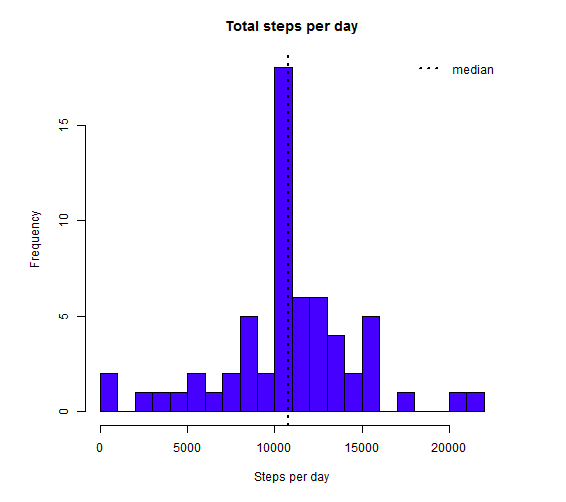 Total steps per day
median
Frequency
15
10
5
0
0 5000 10000 15000 20000
Steps per day